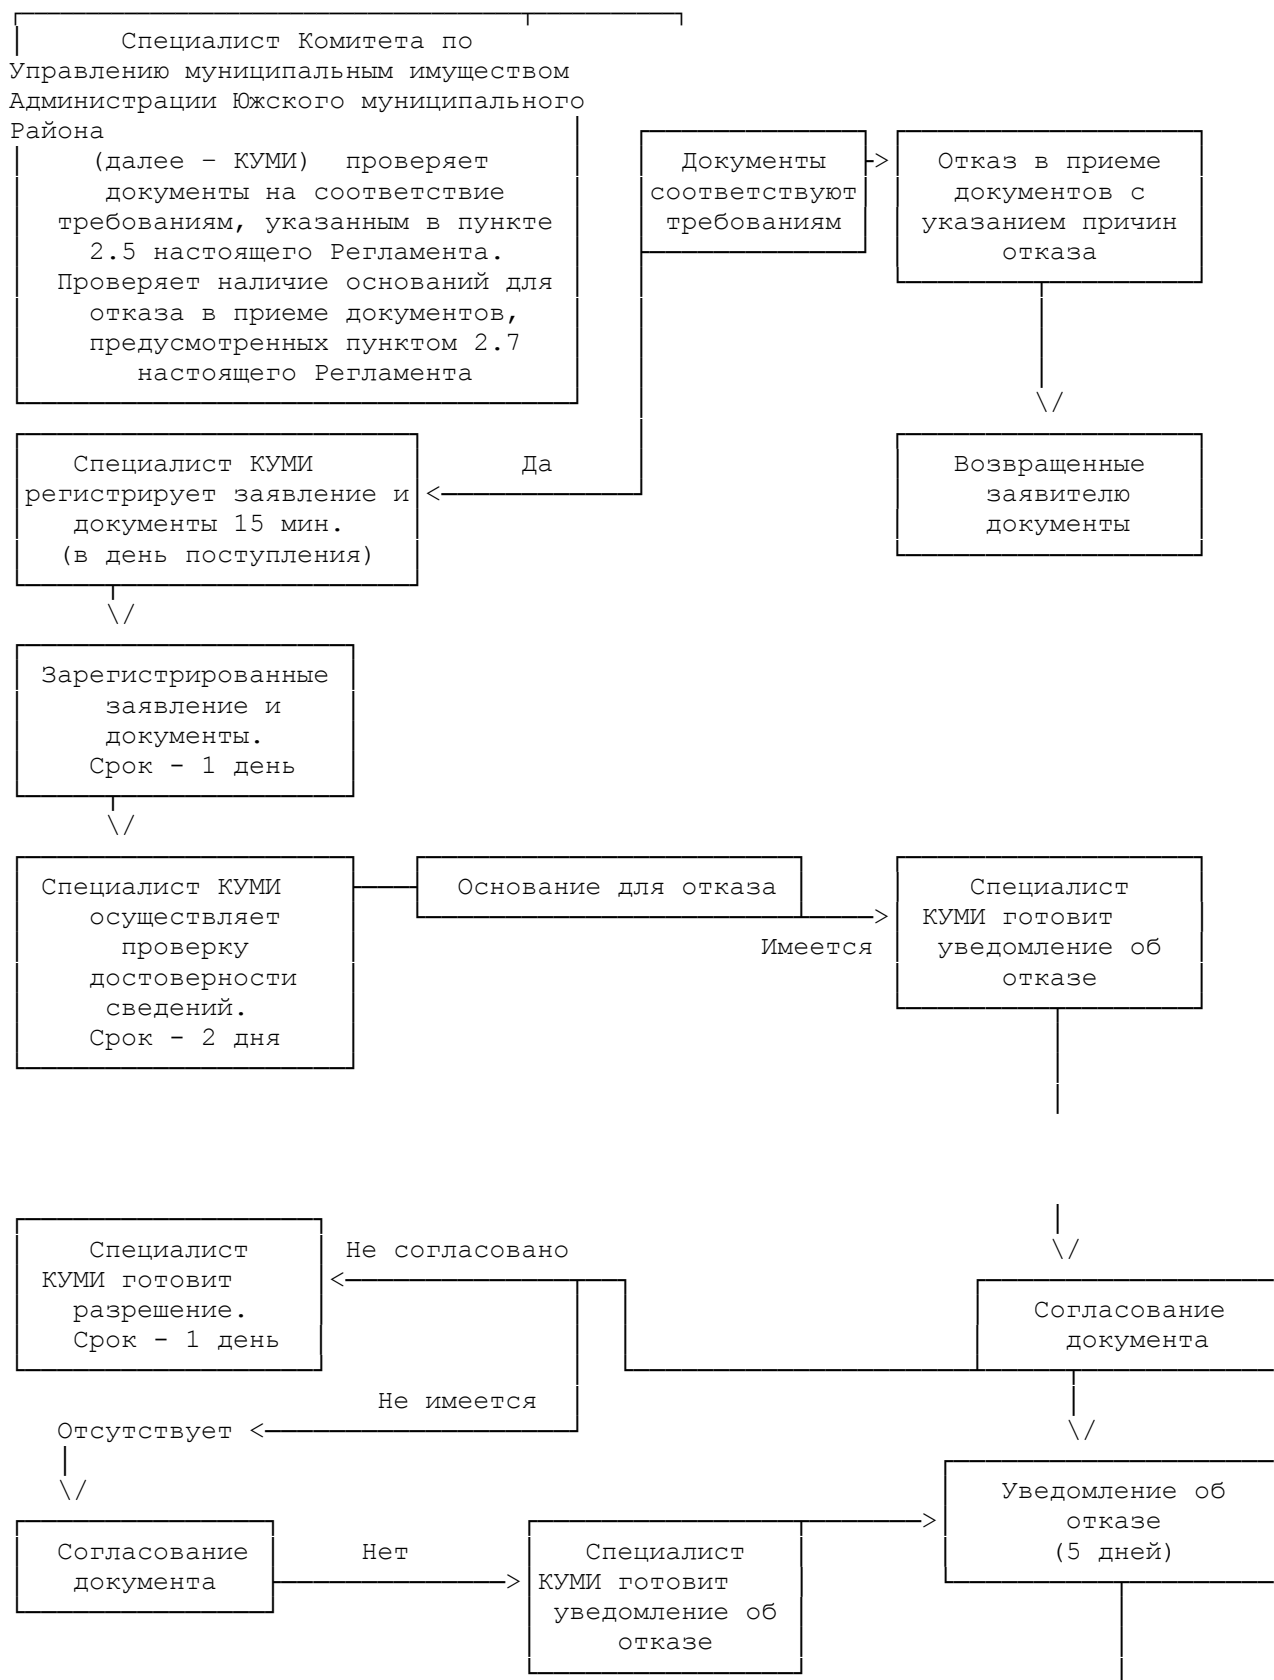 Специалист Комитета по
Управлению муниципальным имуществом
Администрации Южского муниципального
Района
(далее – КУМИ) проверяет
документы на соответствие
требованиям, указанным в пункте
2.5 настоящего Регламента.
Проверяет наличие оснований для
отказа в приеме документов,
предусмотренных пунктом 2.7
настоящего Регламента
Документы
соответствуют
требованиям
->
Отказ в приеме
документов с
указанием причин
отказа
\/
Специалист КУМИ
регистрирует заявление и
документы 15 мин.
(в день поступления)
Да
<
Возвращенные
заявителю
документы
\/
Зарегистрированные
заявление и
документы.
Срок - 1 день
\/
Специалист КУМИ
осуществляет
проверку
достоверности
сведений.
Срок - 2 дня
Основание для отказа
>
Имеется
Специалист
КУМИ готовит
уведомление об
отказе
\/
Специалист
КУМИ готовит
разрешение.
Срок - 1 день
Не согласовано
<
Согласование
документа
Не имеется
Отсутствует <
\/
\/
Уведомление об
отказе
(5 дней)
>
Согласование
документа
Нет
>
Специалист
КУМИ готовит
уведомление об
отказе